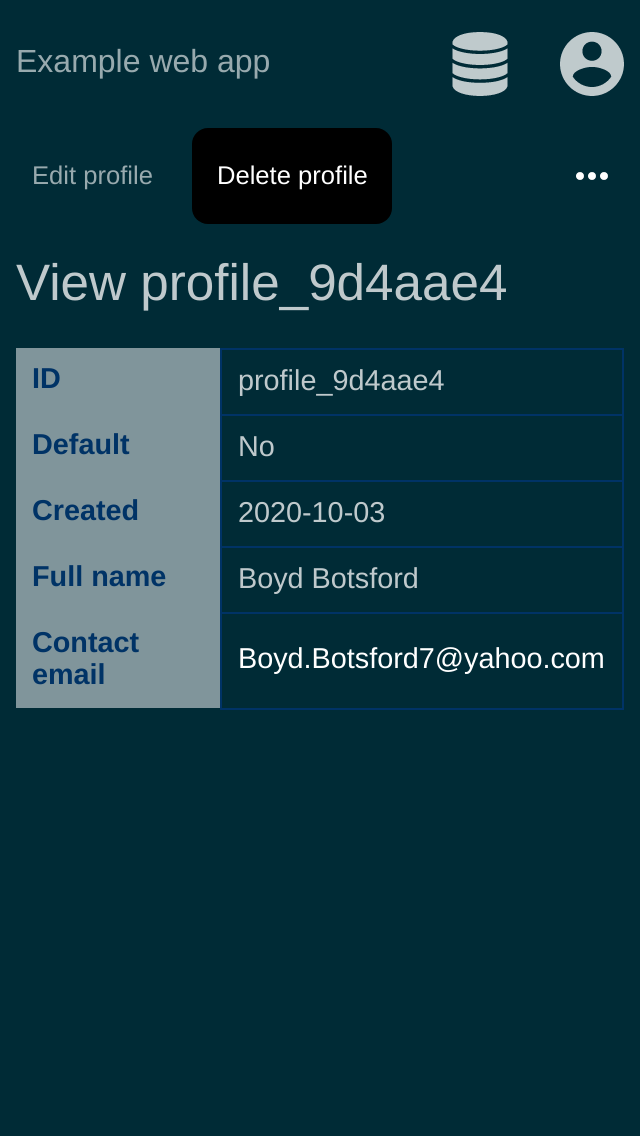 Example web app
Edit profile
Delete profile
View profile_9d4aae4
ID
profile_9d4aae4
Default
No
Created
2020-10-03
Full name
Boyd Botsford
Contact
email
Boyd.Botsford7@yahoo.com